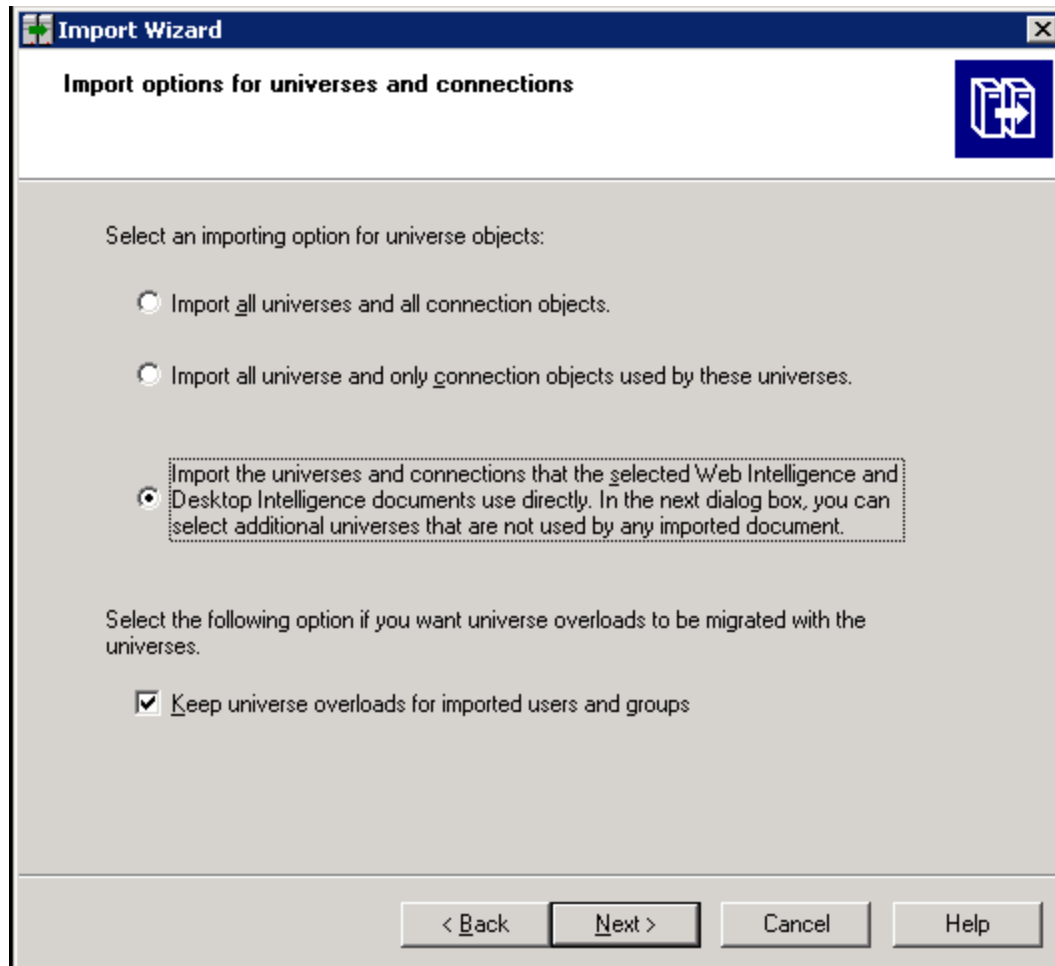 Import Wizard
Import options for universes and connections
Select an importing option for universe objects:
Import all universes and all connection objects.
Import all universe and only connection objects used by these universes.
Import the universes and connections that the selected Web Intelligence and
Desktop Intelligence documents use directly. In the next dialog box, you can
select additional universes that are not used by any imported document.
Select the following option if you want universe overloads to be migrated with the
universes.
Keep universe overloads for imported users and groups
< Back Next > Cancel Help